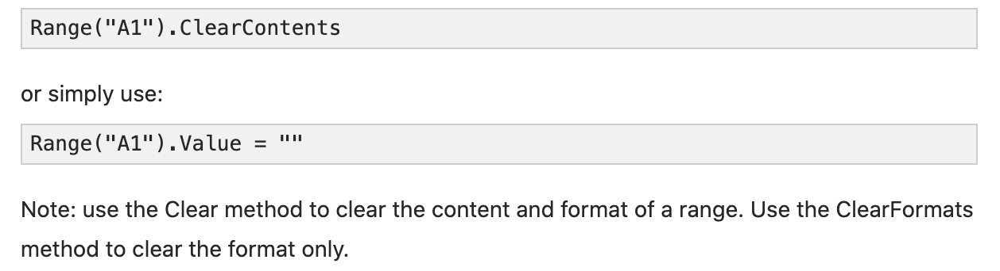 Range("A1").ClearContents
or simply use:
Range("A1").Value = ""
Note: use the Clear method to clear the content and format of a range. Use the ClearFormats
method to clear the format only.